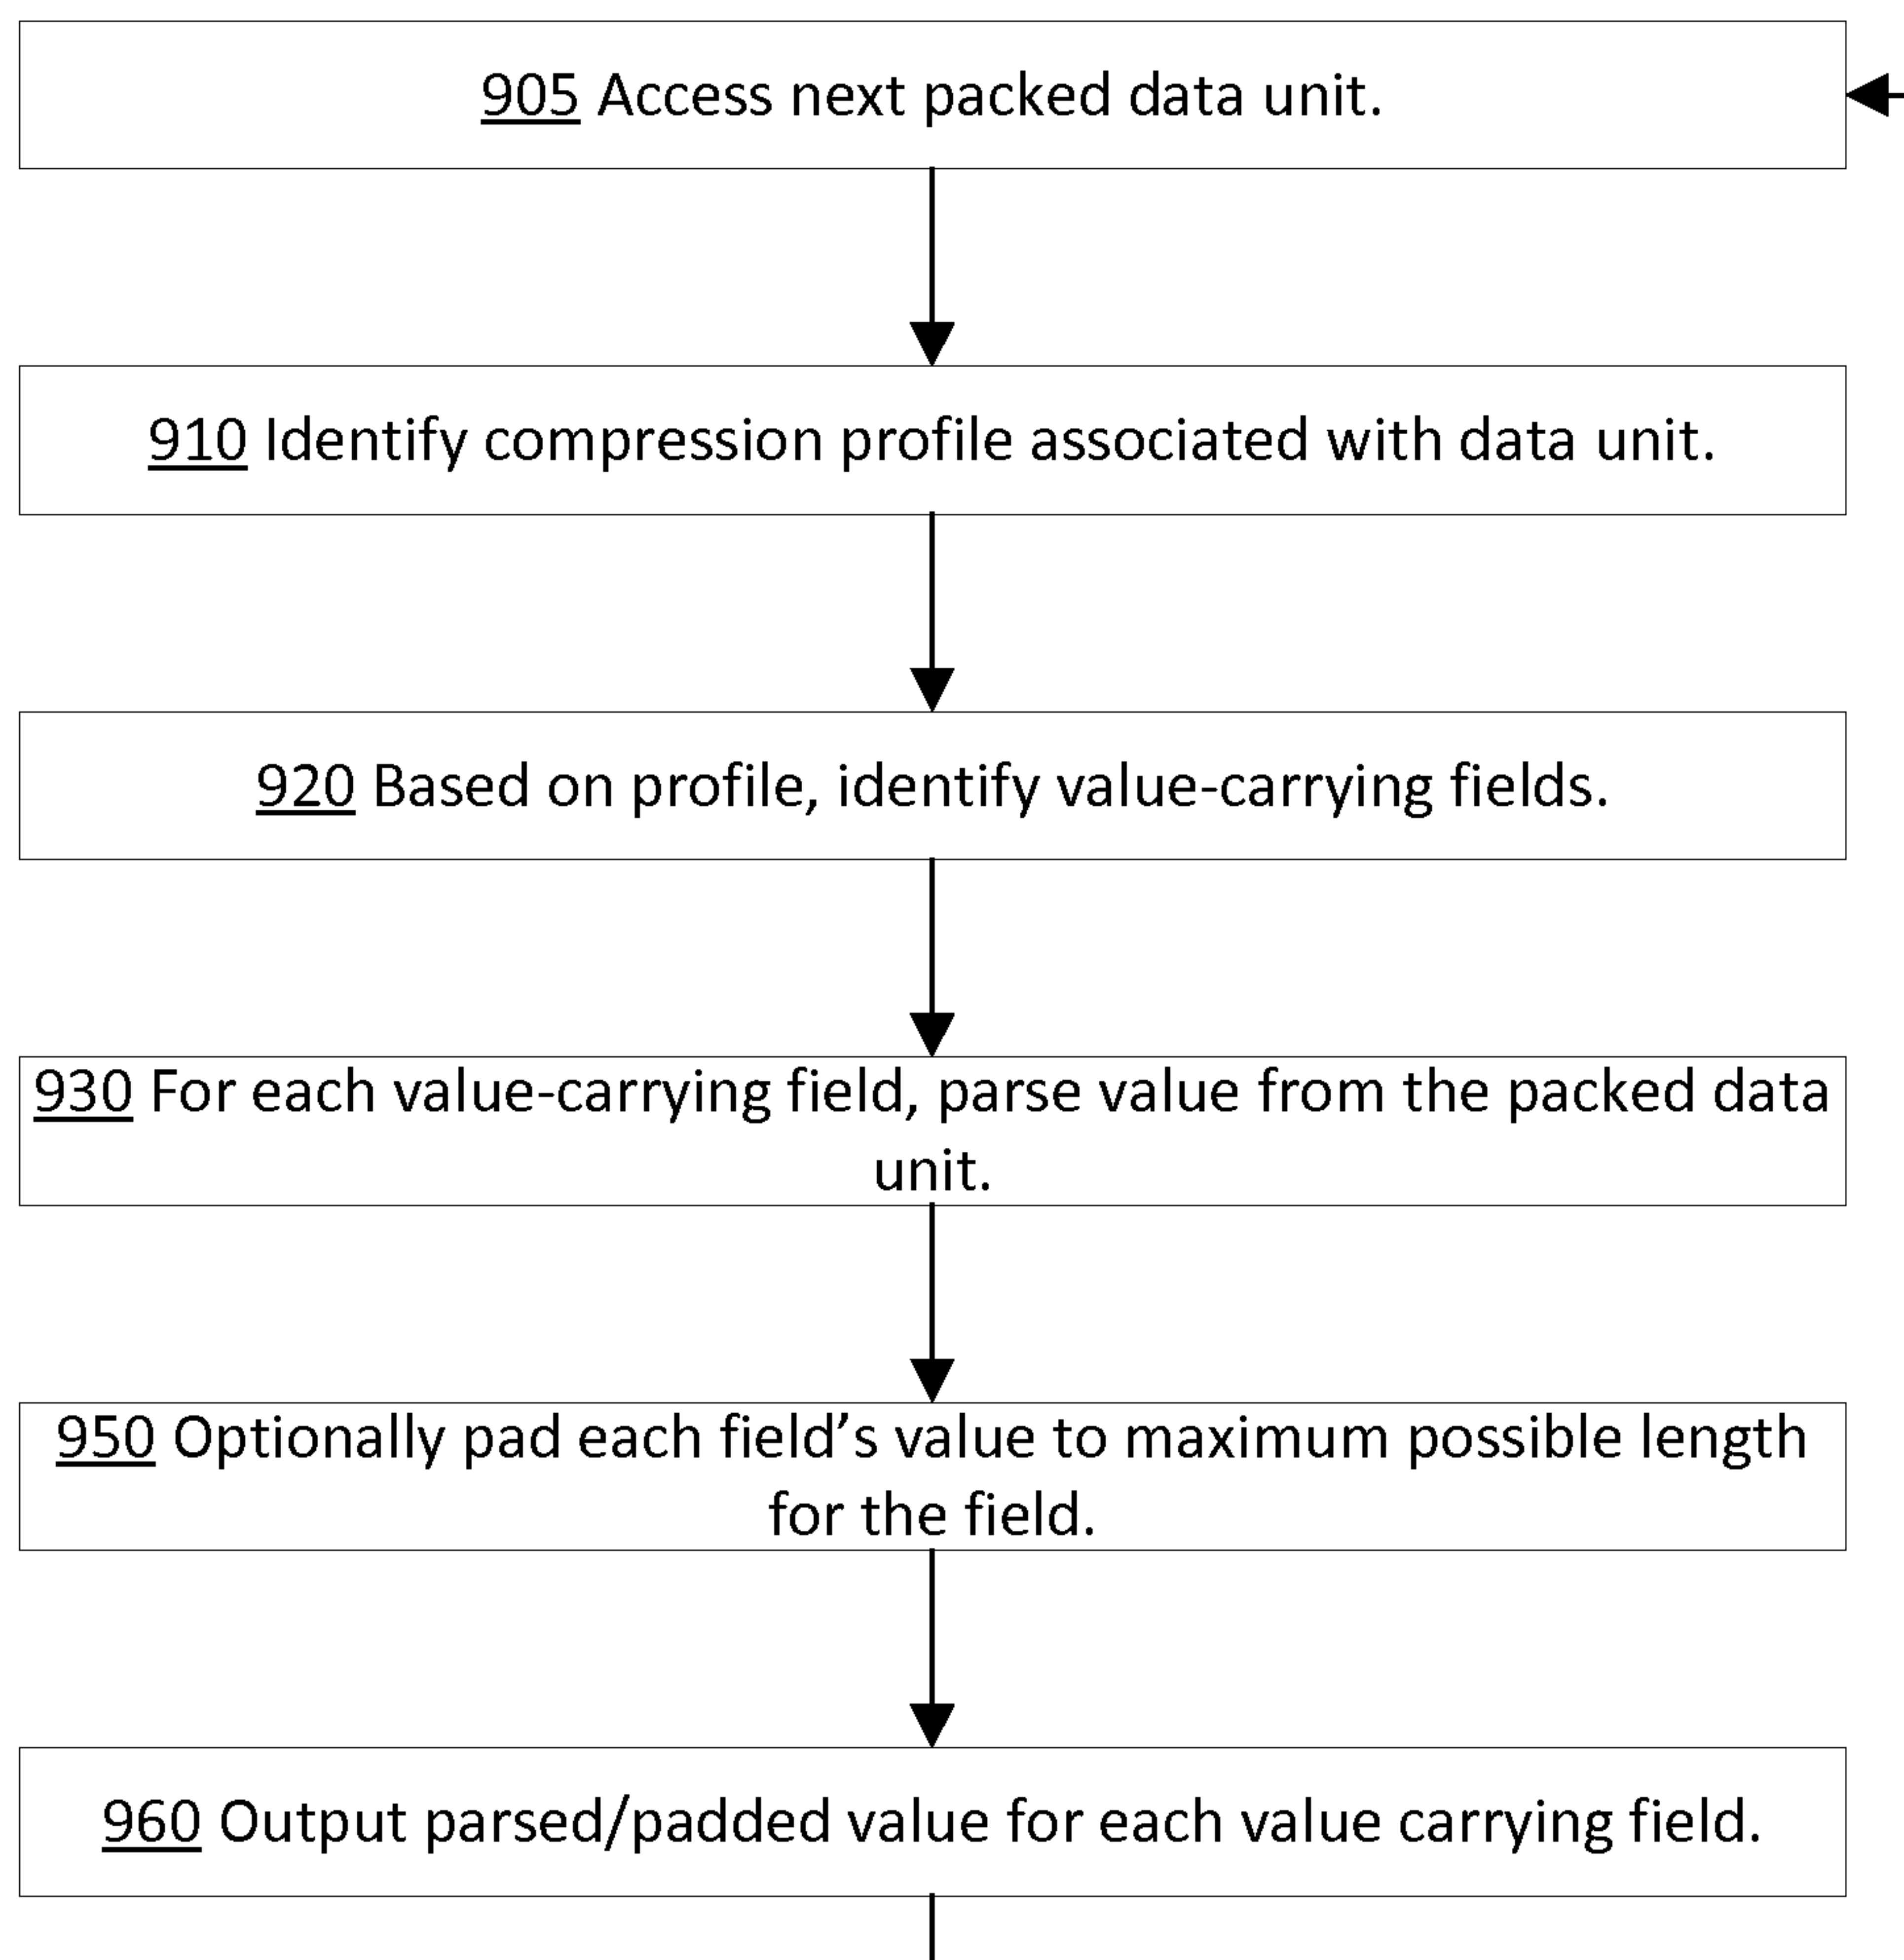 905 Access next packed data unit.
910 Identify compression profile associated with data unit.
920 Based on profile, identify value-carrying fields.
930 For each value-carrying field, parse value from the packed data
unit.
950 Optionally pad each field’s value to maximum possible length
for the field.
960 Output parsed/padded value for each value carrying field.